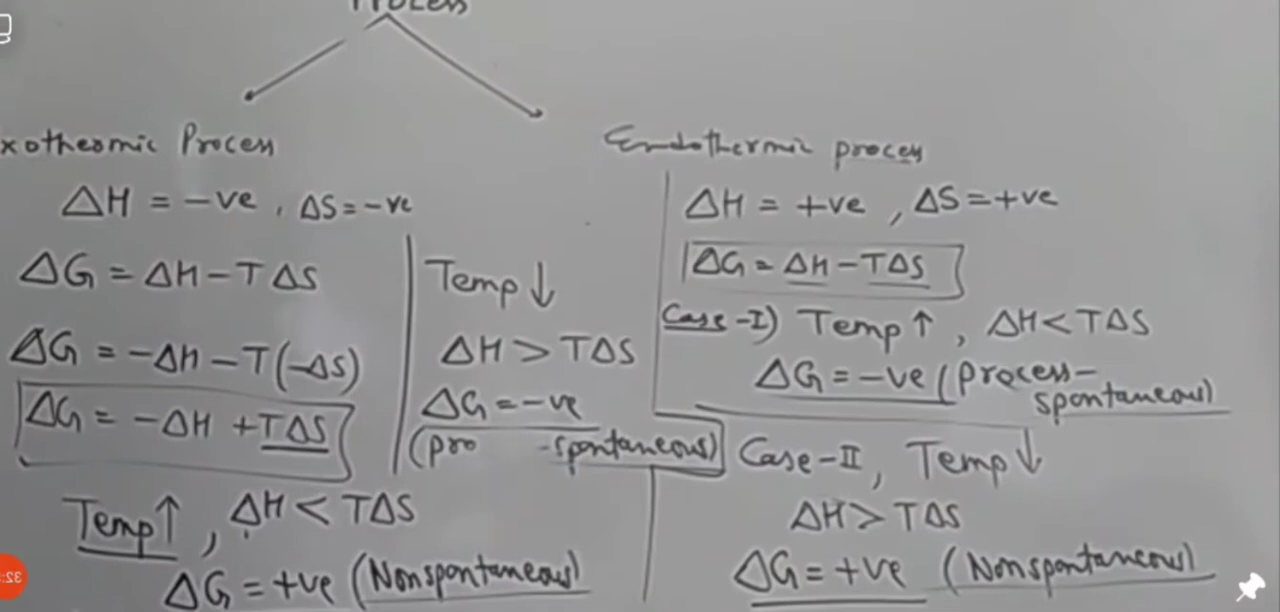 Process
xothermic Process
ΔH = -ve , ΔS = -ve
ΔG = ΔH - TΔS
ΔG = -ΔH - T(-ΔS)
ΔG = -ΔH + TΔS
Temp↑ , ΔH < TΔS
ΔG = +ve (Nonspontaneous)
Temp↓
ΔH > TΔS
ΔG = -ve
(pro -spontaneous)
Endothermic process
ΔH = +ve , ΔS = +ve
ΔG = ΔH - TΔS
Case-I) Temp↑ , ΔH < TΔS
ΔG = -ve (process-
spontaneous)
Case-II , Temp↓
ΔH > TΔS
ΔG = +ve (Nonspontaneous)